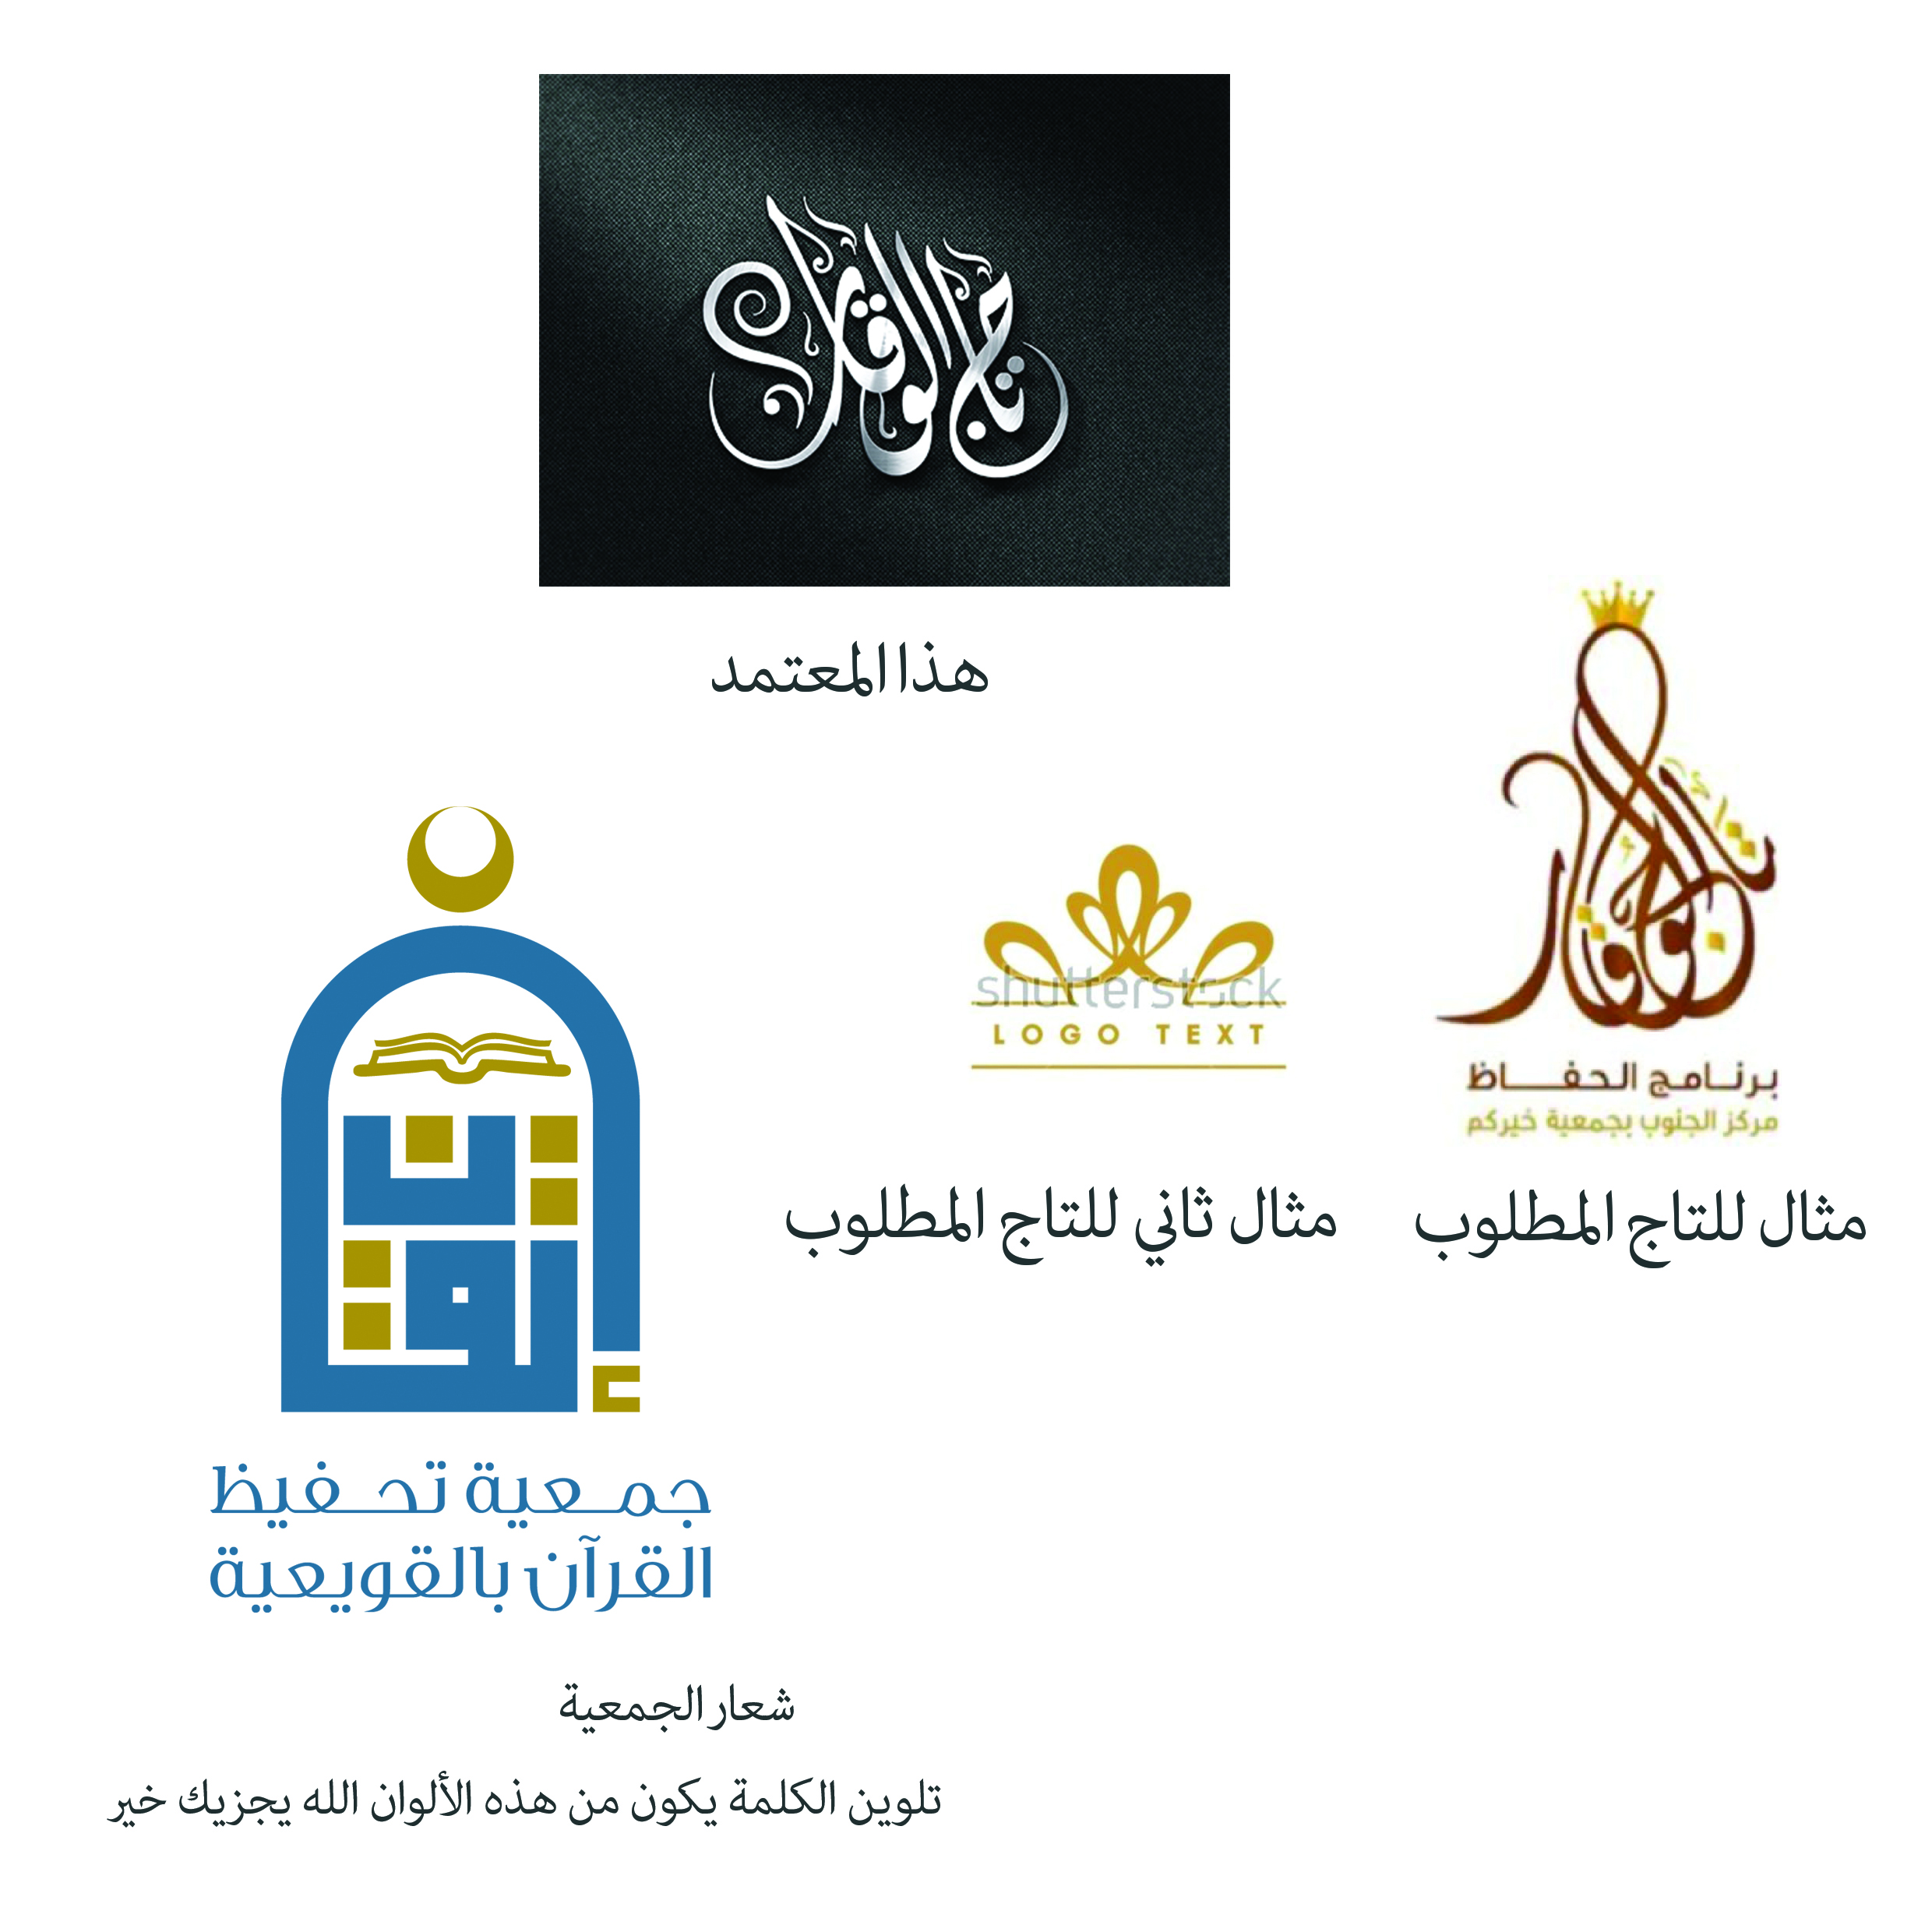 تاج الوقار
هذا المعتمد
تاج الوقار
برنامج الحفاظ
مركز الجنوب بجمعية خيركم
مثال للتاج المطلوب
shutterstock
LOGO TEXT
مثال ثاني للتاج المطلوب
جمعية تحفيظ
القرآن بالقويعية
شعار الجمعية
تلوين الكلمة يكون من هذه الألوان الله يجزيك خير